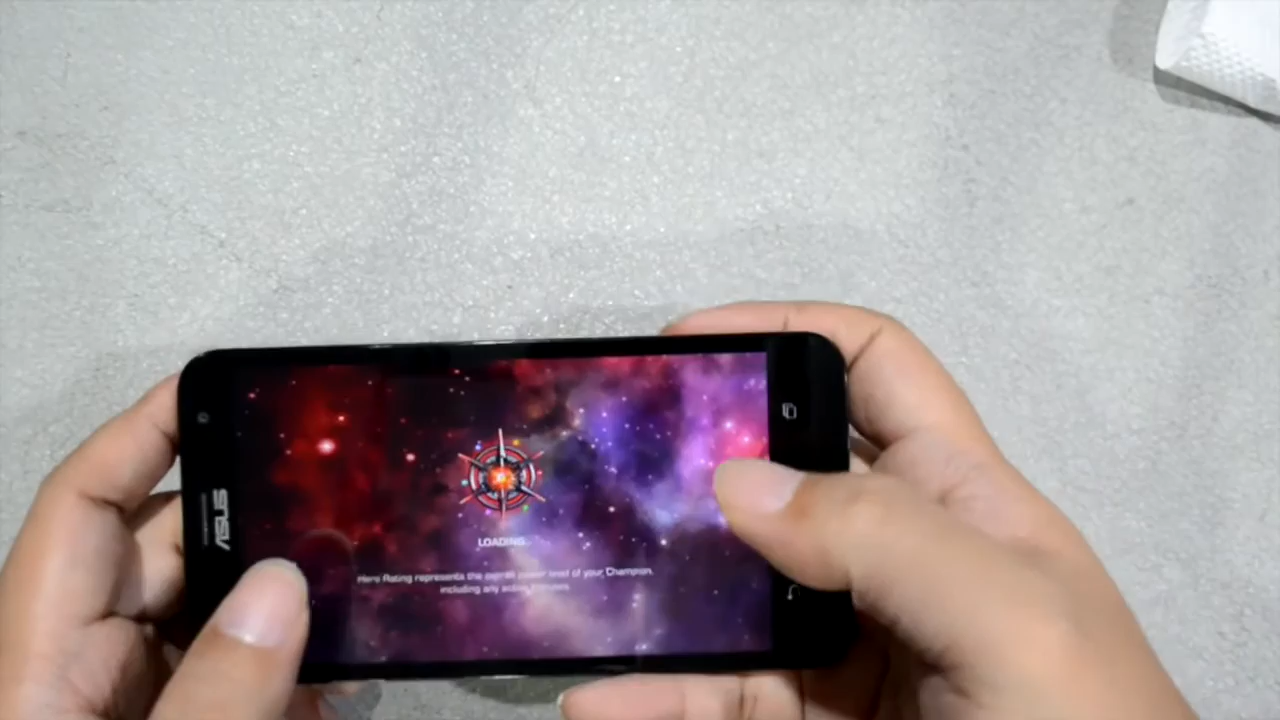 ASUS
LOADING...
Hero Rating represents the overall power level of your Champion,
including any active